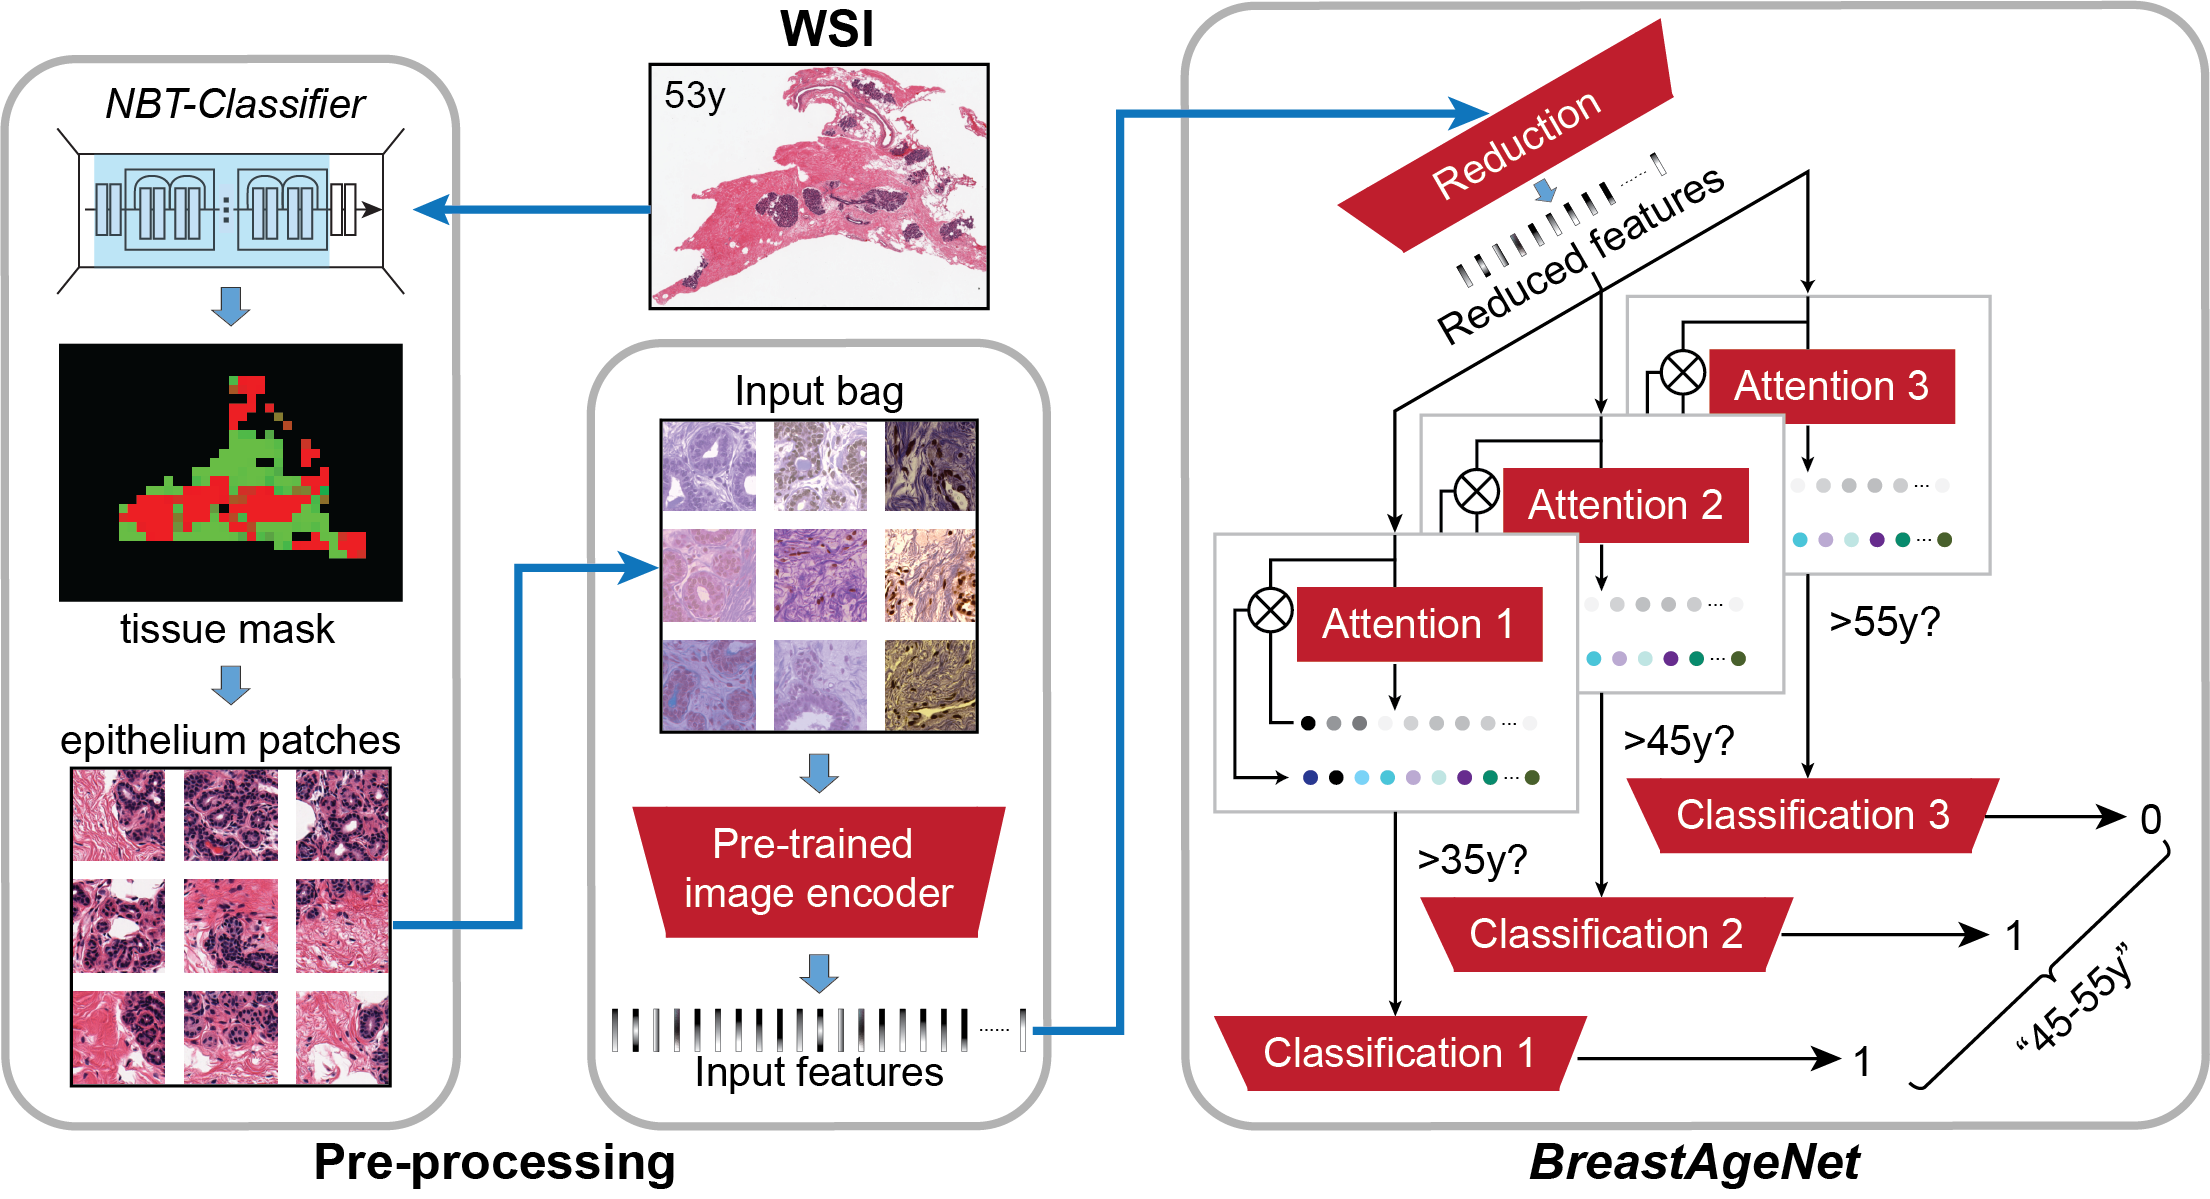 WSI
53y
NBT-Classifier
tissue mask
epithelium patches
Input bag
Pre-trained
image encoder
Input features
Pre-processing
Reduction
Reduced features
Attention 3
Attention 2
Attention 1
>55y?
>45y?
>35y?
Classification 3
0
Classification 2
1
Classification 1
1
“45-55y”
BreastAgeNet